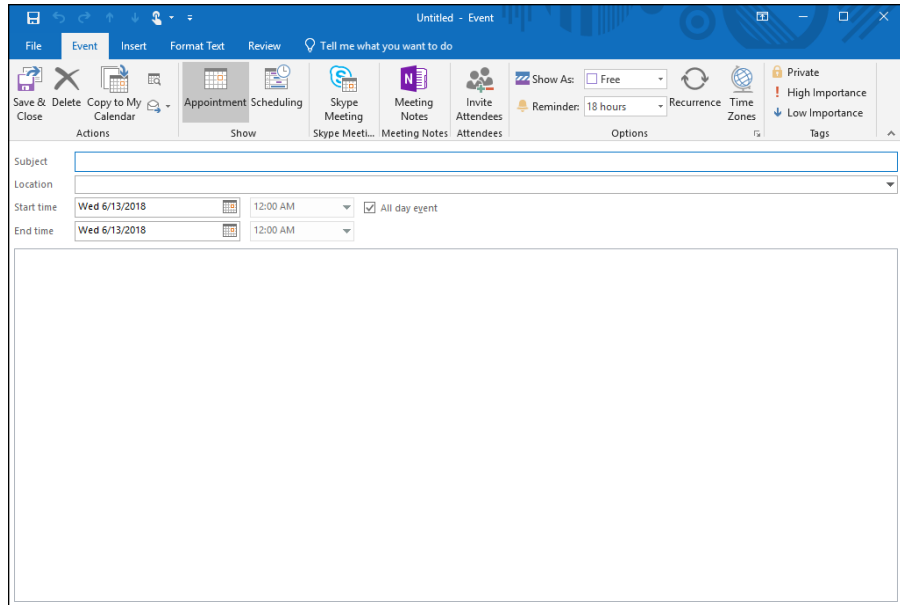 Untitled - Event
File Event Insert Format Text Review Tell me what you want to do
Save & Close
Delete
Copy to My Calendar
Actions
Appointment
Scheduling
Show
Skype Meeting
Skype Meeti...
Meeting Notes
Meeting Notes
Invite Attendees
Attendees
Show As: Free
Reminder: 18 hours
Recurrence
Time Zones
Options
Private
High Importance
Low Importance
Tags
Subject
Location
Start time Wed 6/13/2018 12:00 AM All day event
End time Wed 6/13/2018 12:00 AM